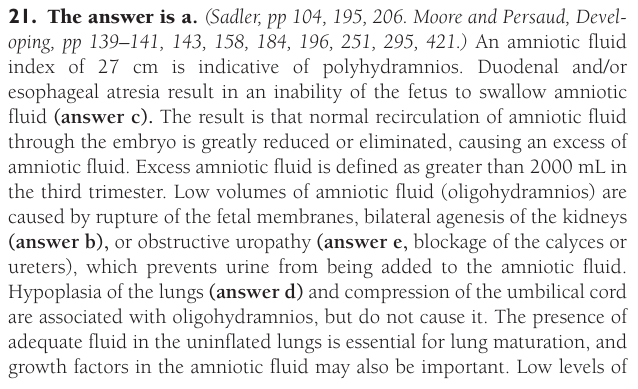 21. The answer is a. (Sadler, pp 104, 195, 206. Moore and Persaud, Devel-
oping, pp 139–141, 143, 158, 184, 196, 251, 295, 421.) An amniotic fluid
index of 27 cm is indicative of polyhydramnios. Duodenal and/or
esophageal atresia result in an inability of the fetus to swallow amniotic
fluid (answer c). The result is that normal recirculation of amniotic fluid
through the embryo is greatly reduced or eliminated, causing an excess of
amniotic fluid. Excess amniotic fluid is defined as greater than 2000 mL in
the third trimester. Low volumes of amniotic fluid (oligohydramnios) are
caused by rupture of the fetal membranes, bilateral agenesis of the kidneys
(answer b), or obstructive uropathy (answer e, blockage of the calyces or
ureters), which prevents urine from being added to the amniotic fluid.
Hypoplasia of the lungs (answer d) and compression of the umbilical cord
are associated with oligohydramnios, but do not cause it. The presence of
adequate fluid in the uninflated lungs is essential for lung maturation, and
growth factors in the amniotic fluid may also be important. Low levels of